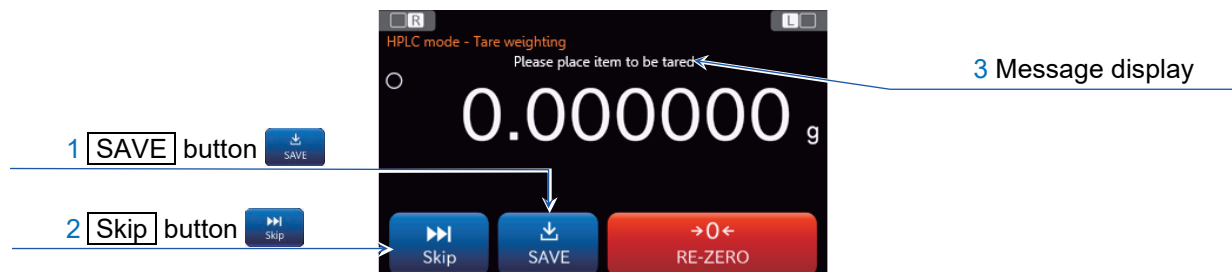 R
L
HPLC mode - Tare weighting
Please place item to be tared
3 Message display
0.000000 g
1 SAVE button SAVE
2 Skip button Skip
Skip
SAVE
→0←
RE-ZERO